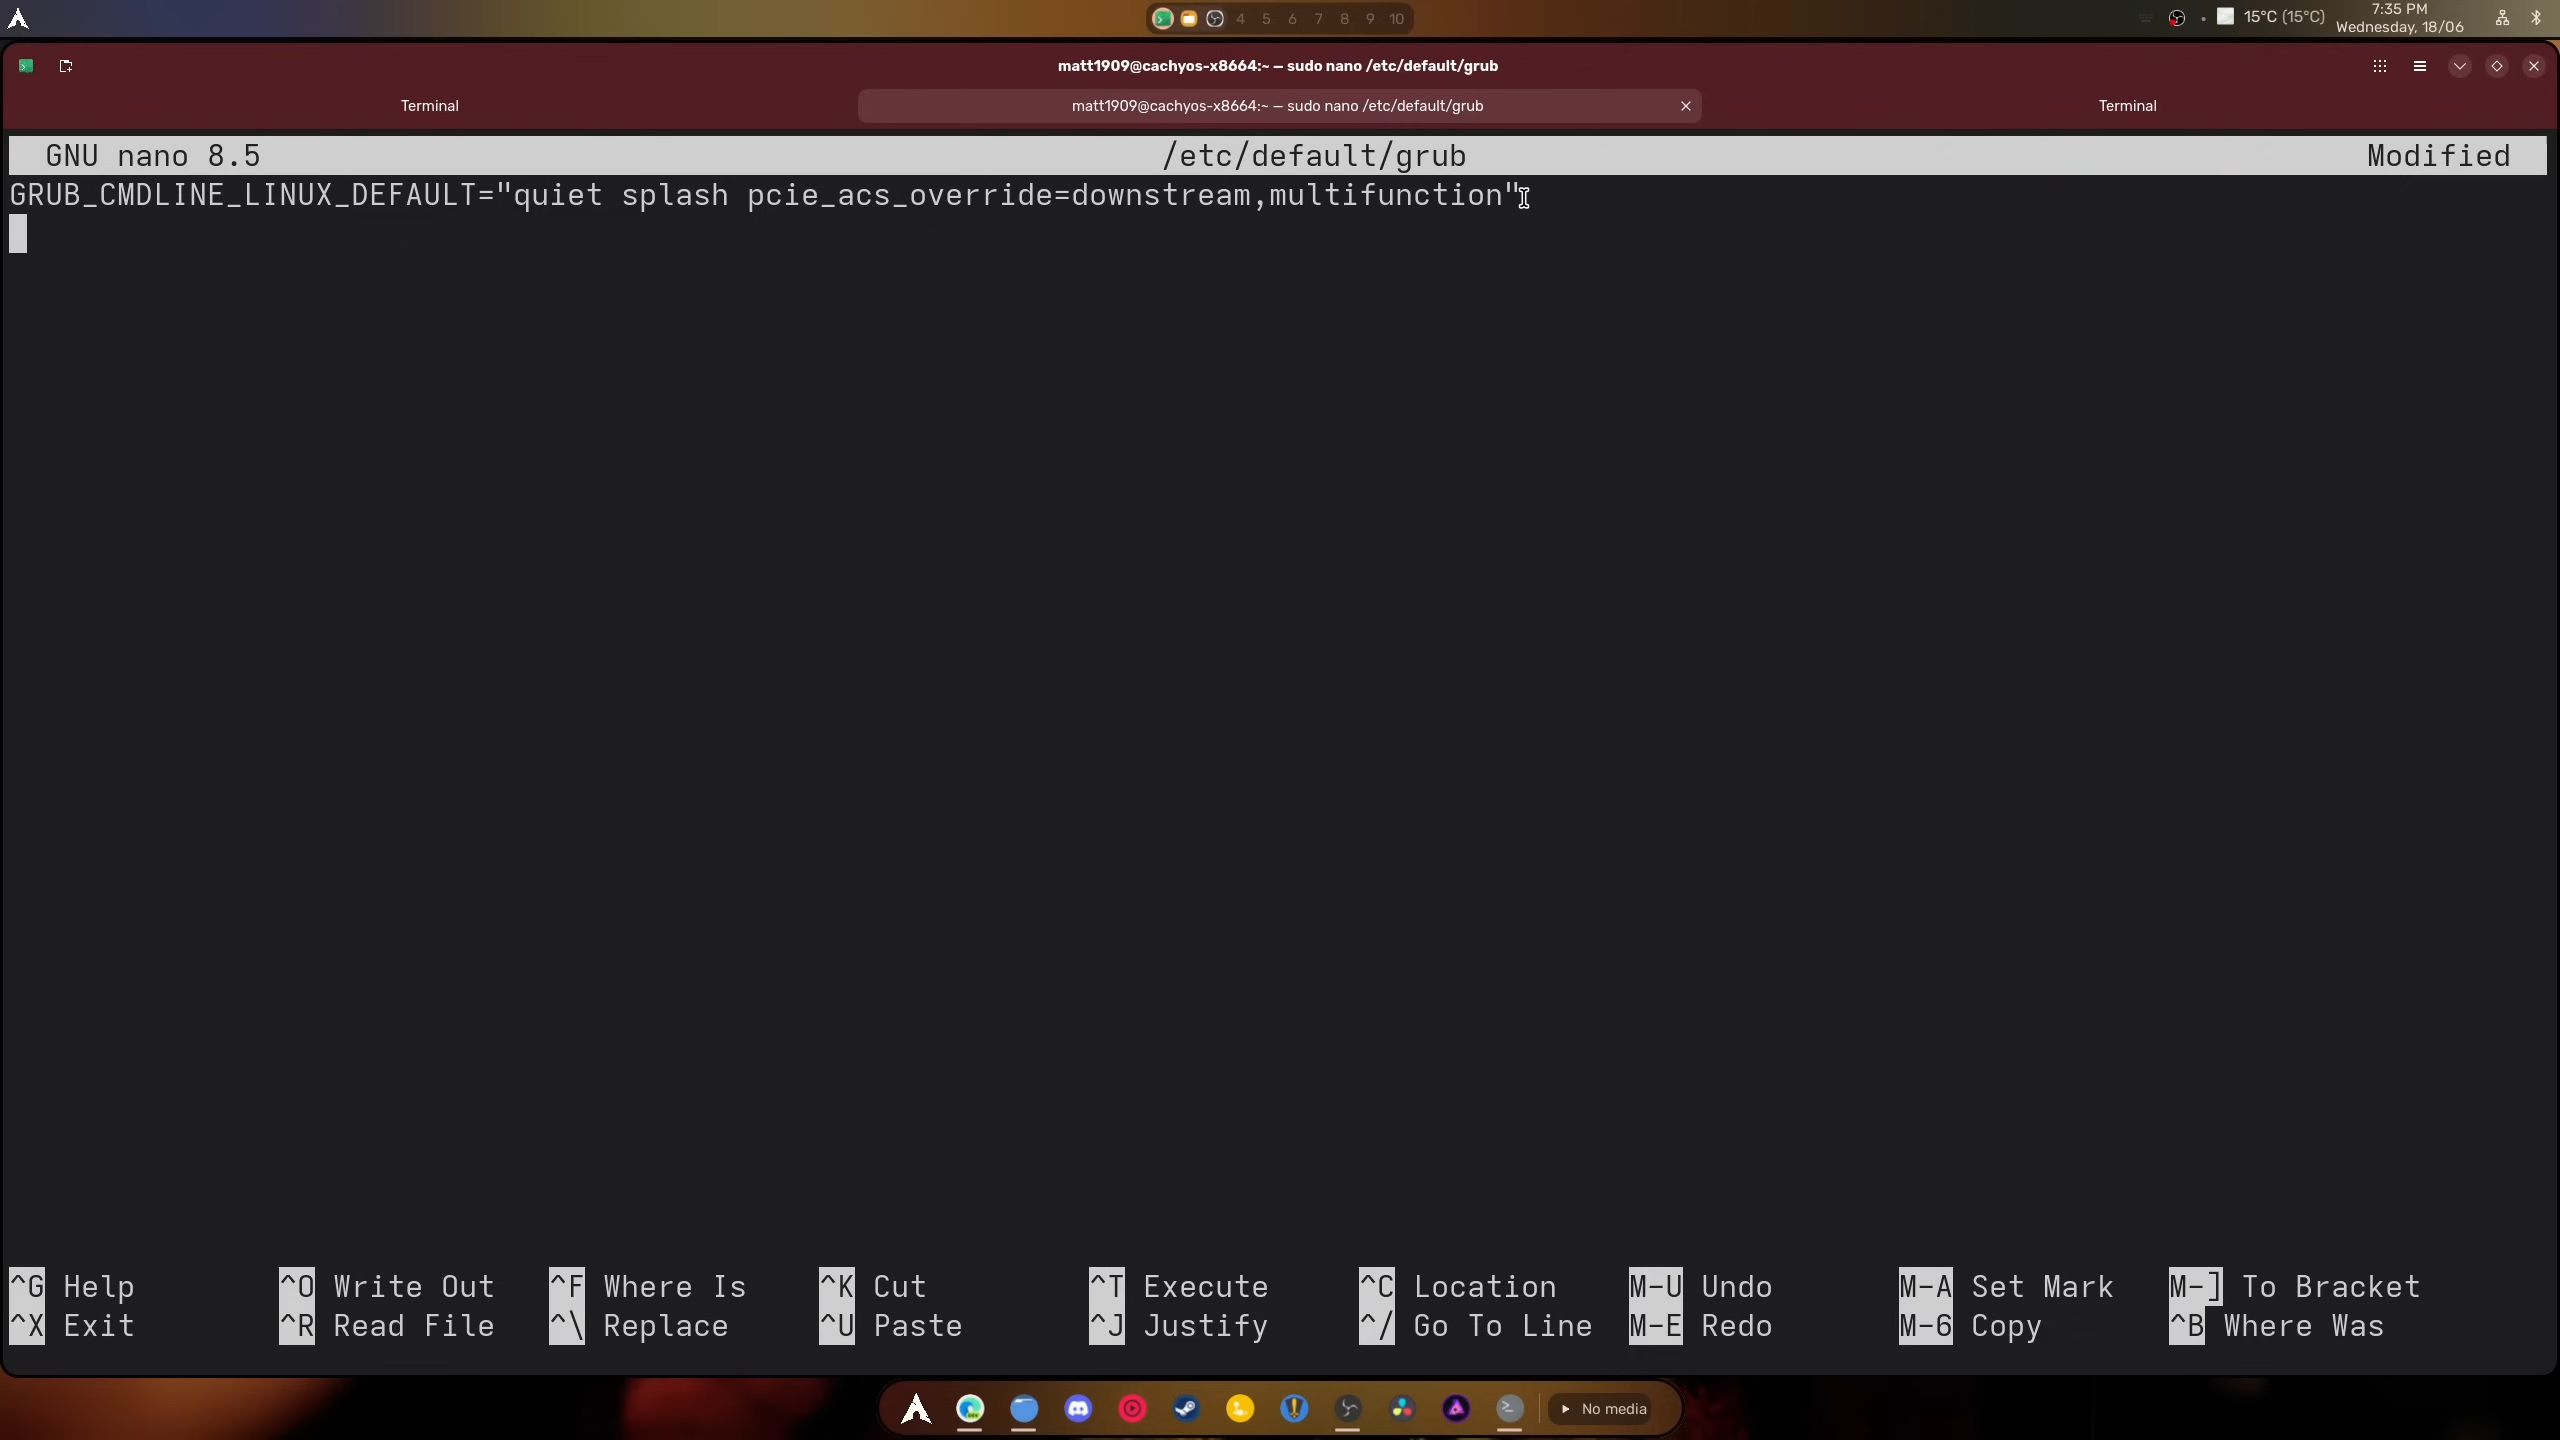 4 5 6 7 8 9 10
15°C (15°C)
7:35 PM
Wednesday, 18/06
matt1909@cachyos-x8664:~ — sudo nano /etc/default/grub
Terminal
matt1909@cachyos-x8664:~ — sudo nano /etc/default/grub
Terminal
GNU nano 8.5 /etc/default/grub Modified
GRUB_CMDLINE_LINUX_DEFAULT="quiet splash pcie_acs_override=downstream,multifunction"
^G Help ^O Write Out ^F Where Is ^K Cut ^T Execute ^C Location M-U Undo M-A Set Mark M-] To Bracket
^X Exit ^R Read File ^\ Replace ^U Paste ^J Justify ^/ Go To Line M-E Redo M-6 Copy ^B Where Was
No media